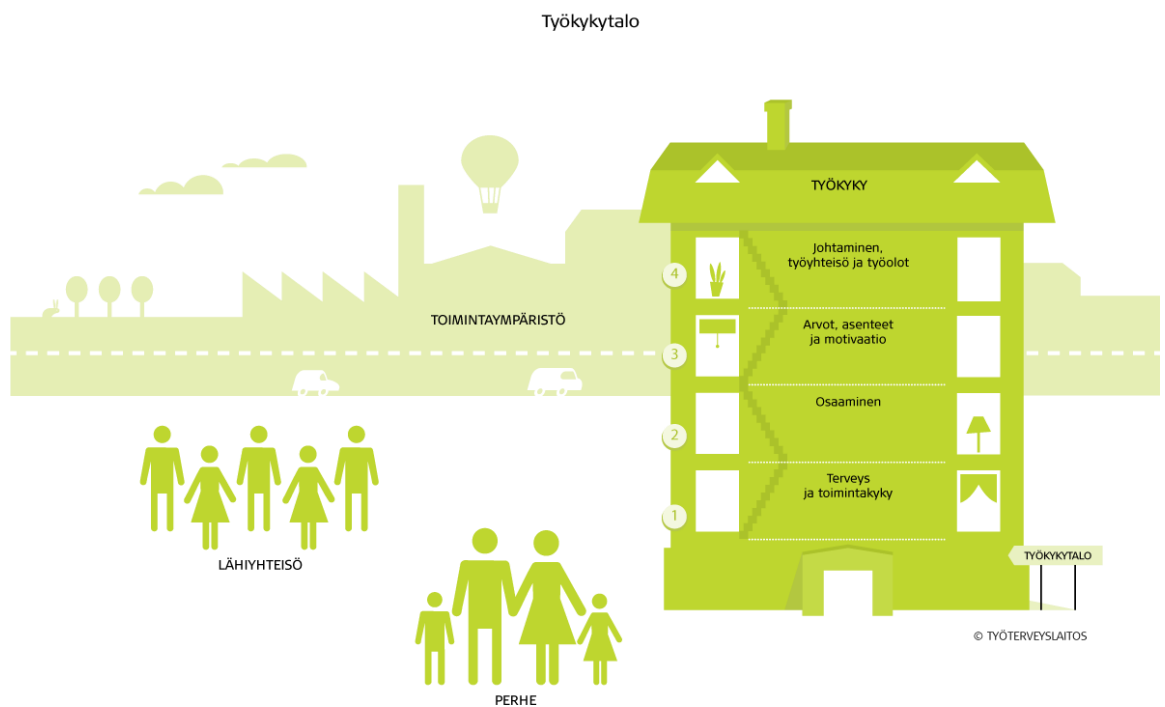 Työkykytalo
TYÖKYKY
4
Johtaminen,
työyhteisö ja työolot
3
Arvot, asenteet
ja motivaatio
2
Osaaminen
1
Terveys
ja toimintakyky
TOIMINTAYMPÄRISTÖ
LÄHIYHTEISÖ
PERHE
TYÖKYKYTALO
© TYÖTERVEYSLAITOS